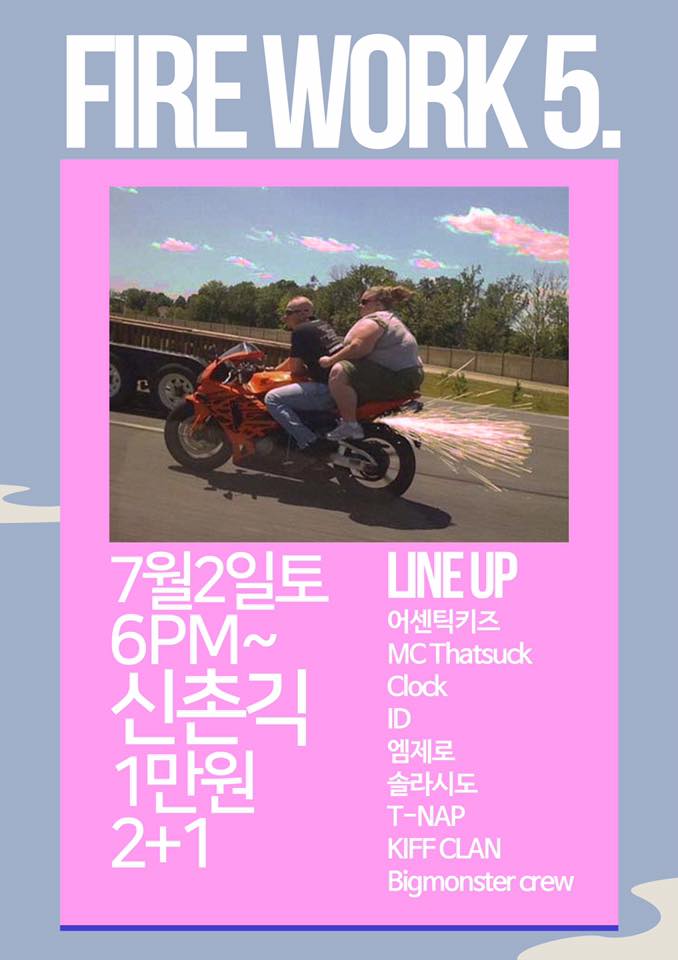 FIRE WORK 5.
7월2일토
6PM~
신촌긱
1만원
2+1
LINE UP
어센틱키즈
MC Thatsuck
Clock
ID
엠제로
솔라시도
T-NAP
KIFF CLAN
Bigmonster crew